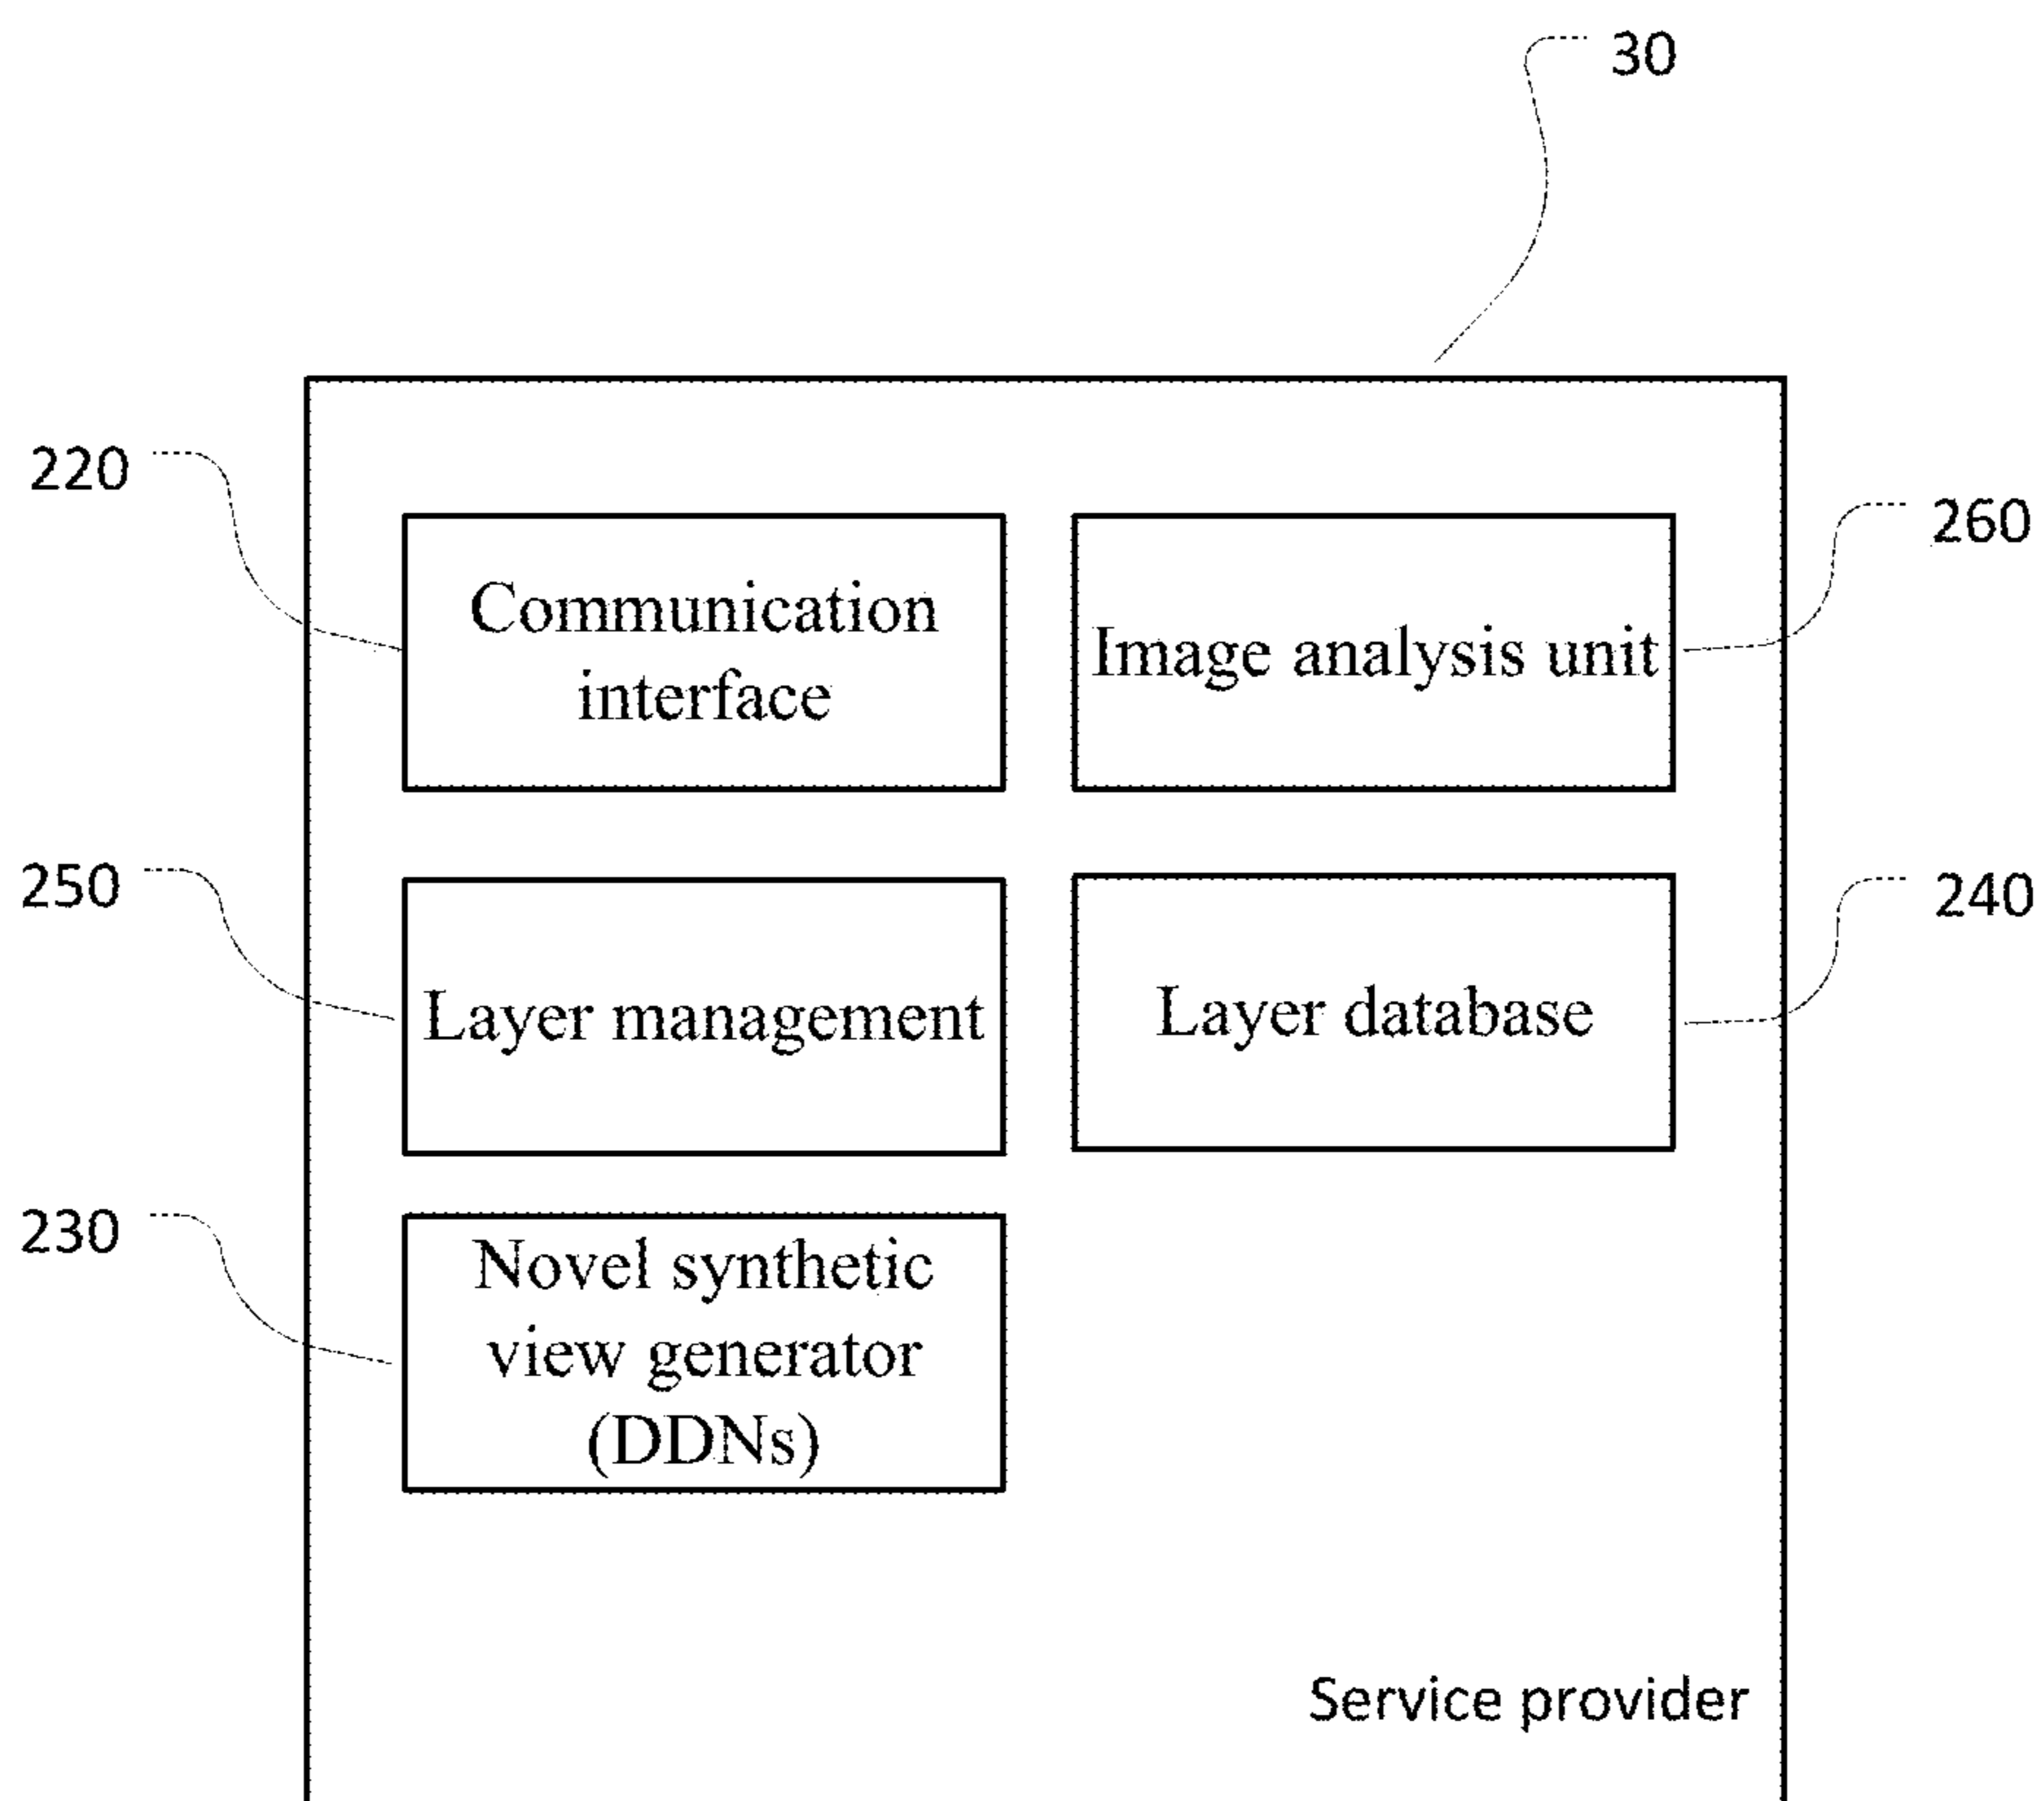 30
220
260
Communication
interface
Image analysis unit
250
240
Layer management
Layer database
230
Novel synthetic
view generator
(DDNs)
Service provider